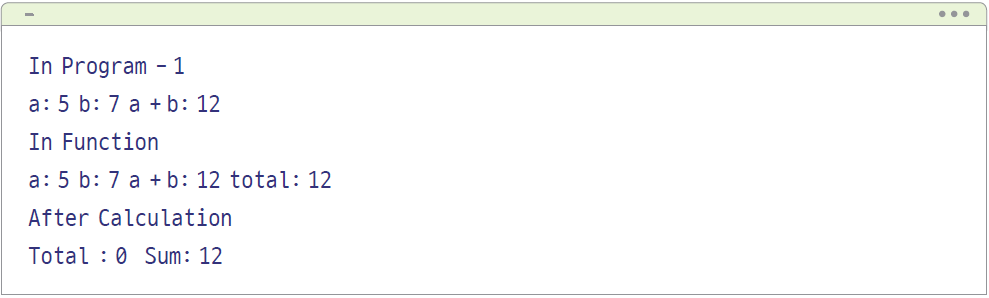 In Program - 1
a: 5 b: 7 a + b: 12
In Function
a: 5 b: 7 a + b: 12 total: 12
After Calculation
Total : 0 Sum: 12